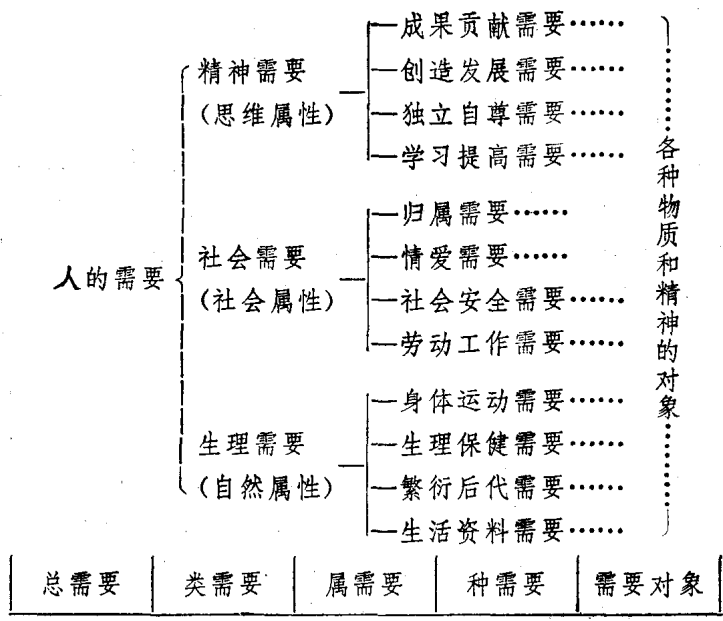 成果贡献需要……
精神需要
创造发展需要……
(思维属性)
独立自尊需要……
学习提高需要……
归属需要……
社会需要
情爱需要……
人的需要
(社会属性)
社会安全需要……
劳动工作需要……
身体运动需要……
生理需要
生理保健需要……
(自然属性)
繁衍后代需要……
生活资料需要……
各种物质和精神的对象
总需要 类需要 属需要 种需要 需要对象